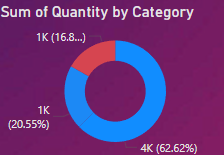 Sum of Quantity by Category
1K (16.8...)
1K
(20.55%)
4K (62.62%)